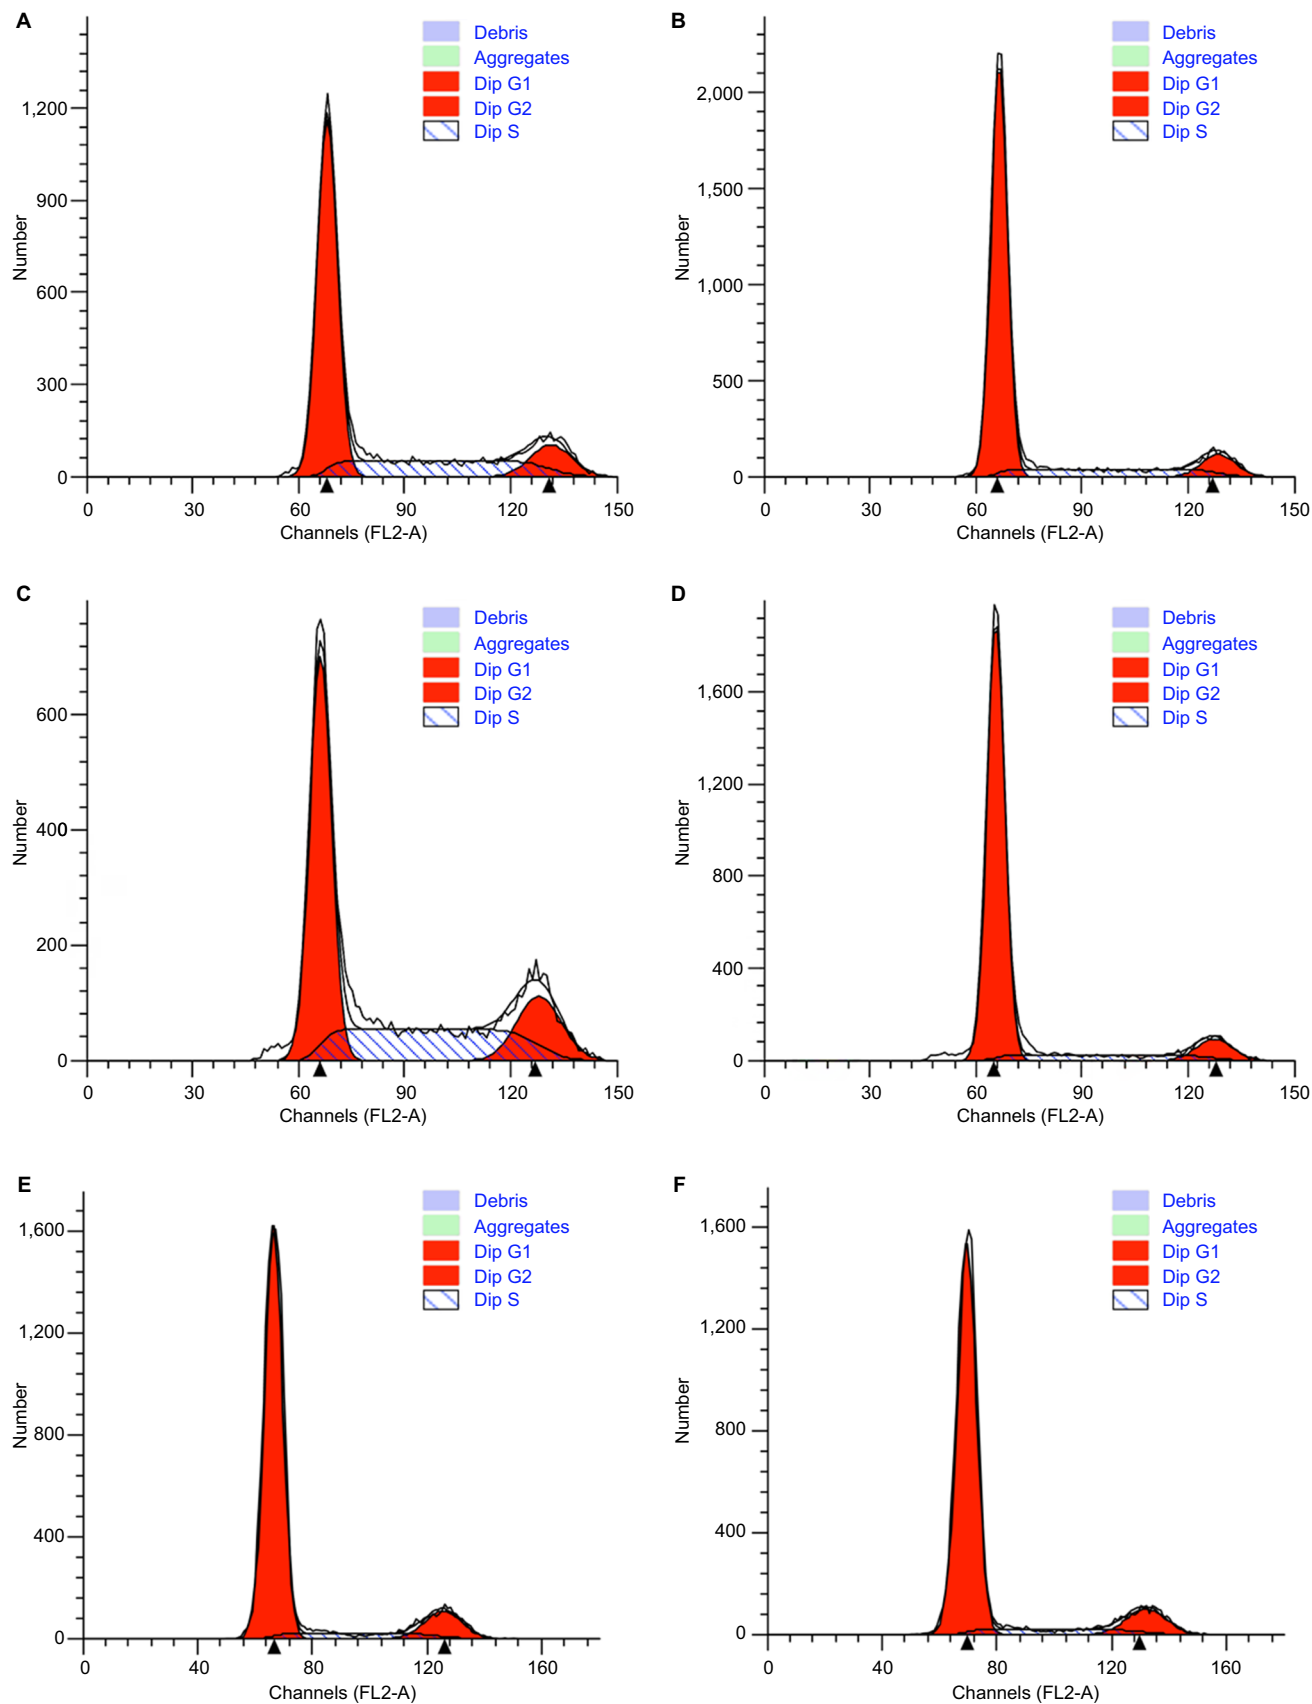 A
Debris
Aggregates
Dip G1
Dip G2
Dip S
Number
1,200
900
600
300
0
0 30 60 90 120 150
Channels (FL2-A)
B
Debris
Aggregates
Dip G1
Dip G2
Dip S
Number
2,000
1,500
1,000
500
0
0 30 60 90 120 150
Channels (FL2-A)
C
Debris
Aggregates
Dip G1
Dip G2
Dip S
Number
600
400
200
0
0 30 60 90 120 150
Channels (FL2-A)
D
Debris
Aggregates
Dip G1
Dip G2
Dip S
Number
1,600
1,200
800
400
0
0 30 60 90 120 150
Channels (FL2-A)
E
Debris
Aggregates
Dip G1
Dip G2
Dip S
Number
1,600
1,200
800
400
0
0 40 80 120 160
Channels (FL2-A)
F
Debris
Aggregates
Dip G1
Dip G2
Dip S
Number
1,600
1,200
800
400
0
0 40 80 120 160
Channels (FL2-A)